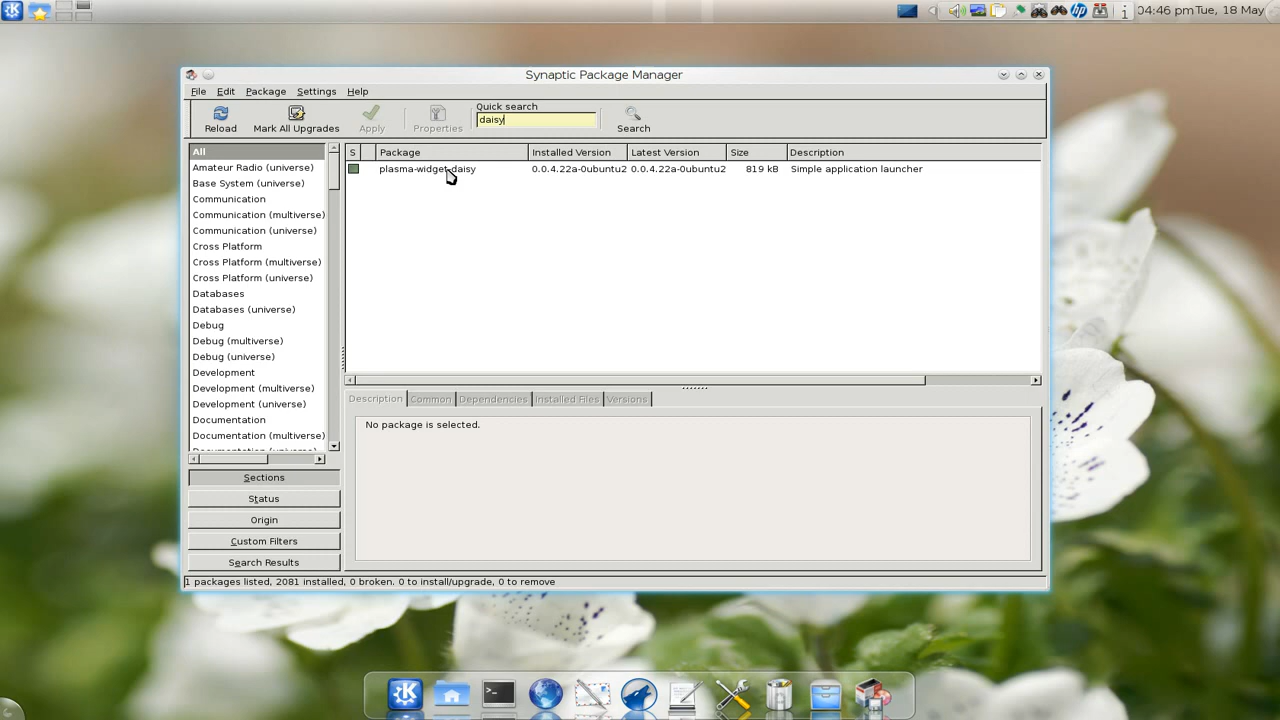 04:46 pm Tue, 18 May
Synaptic Package Manager
File Edit Package Settings Help
Reload Mark All Upgrades Apply Properties Quick search daisy Search
S Package Installed Version Latest Version Size Description
plasma-widget-daisy 0.0.4.22a-0ubuntu2 0.0.4.22a-0ubuntu2 819 kB Simple application launcher
All
Amateur Radio (universe)
Base System (universe)
Communication
Communication (multiverse)
Communication (universe)
Cross Platform
Cross Platform (multiverse)
Cross Platform (universe)
Databases
Databases (universe)
Debug
Debug (multiverse)
Debug (universe)
Development
Development (multiverse)
Development (universe)
Documentation
Documentation (multiverse)
Sections
Status
Origin
Custom Filters
Search Results
Description Common Dependencies Installed Files Versions
No package is selected.
1 packages listed, 2081 installed, 0 broken. 0 to install/upgrade, 0 to remove